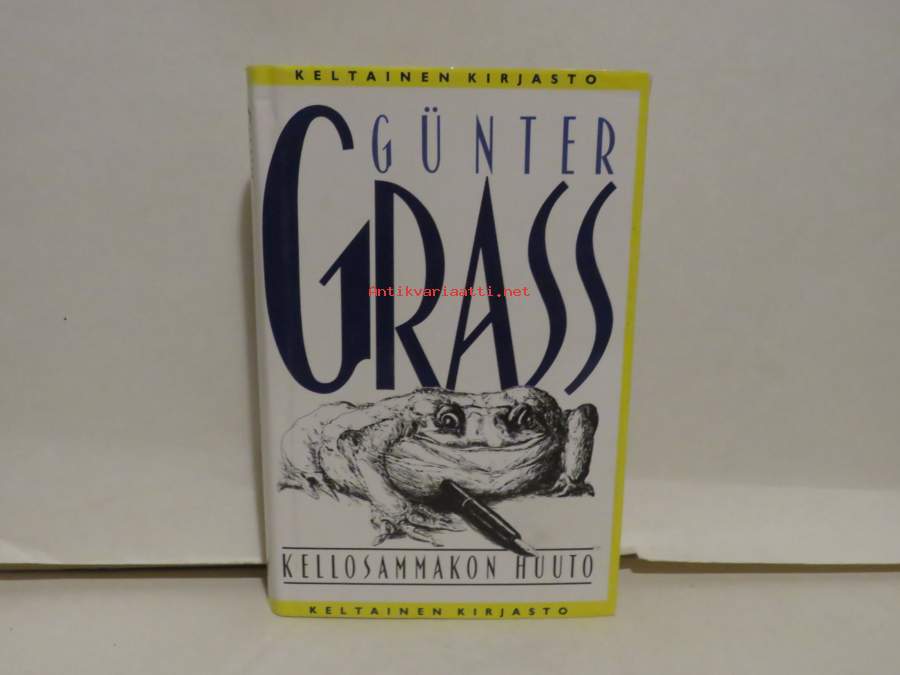 KELTAINEN KIRJASTO
GÜNTER
GRASS
Antikvariaatti.net
KELLOSAMMAKON HUUTO
KELTAINEN KIRJASTO